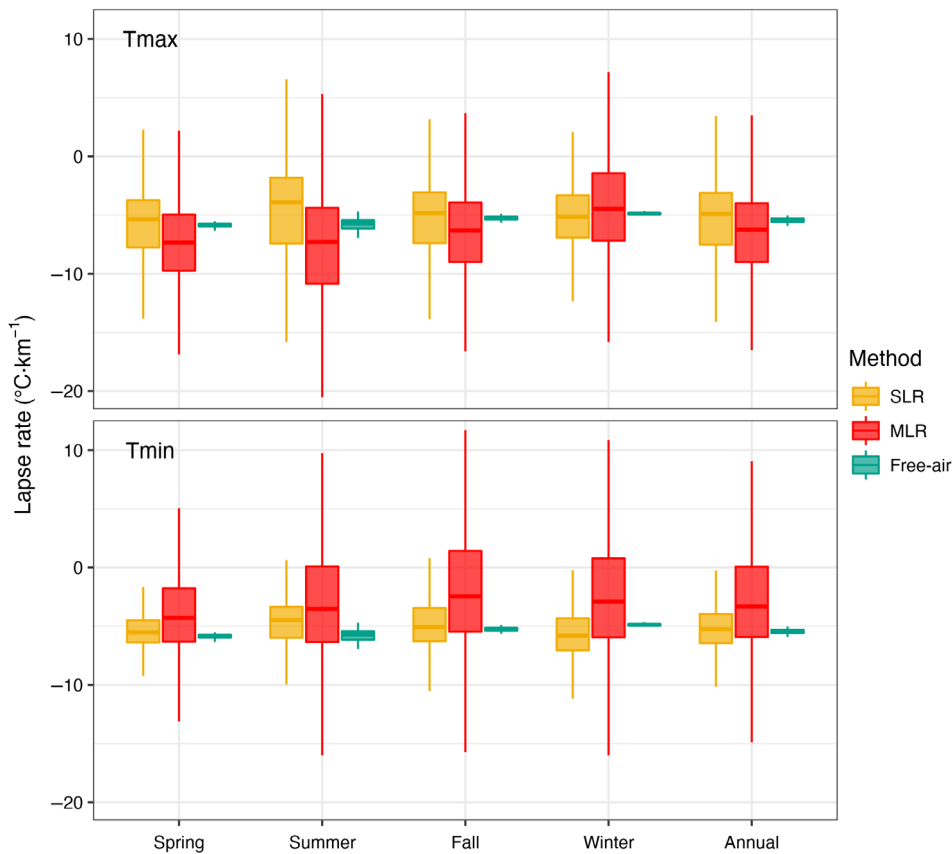 Tmax
10
0
−10
−20
Tmin
10
0
−10
−20
Lapse rate (°C·km⁻¹)
Spring Summer Fall Winter Annual
Method
SLR
MLR
Free-air